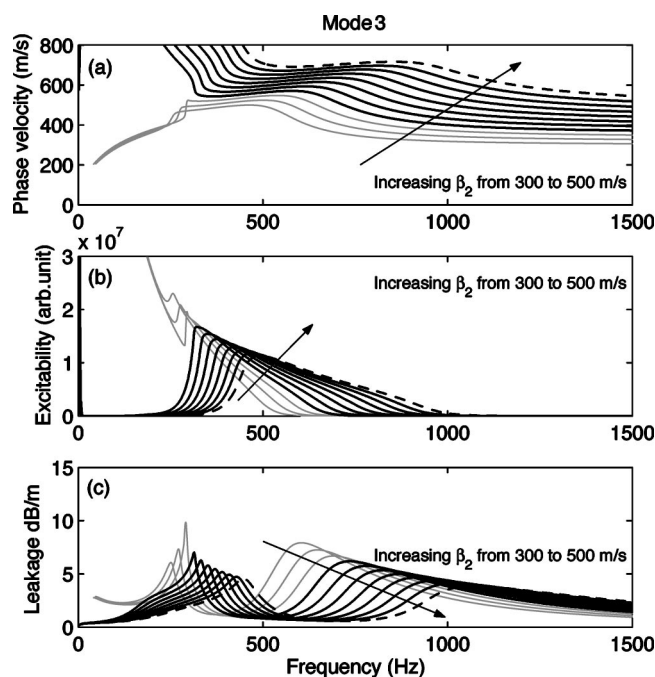 Mode 3
Phase velocity (m/s)
800
600
400
200
0
(a)
Increasing β₂ from 300 to 500 m/s
0
500
1000
1500
x 10⁷
Excitability (arb.unit)
3
2
1
0
(b)
Increasing β₂ from 300 to 500 m/s
0
500
1000
1500
Leakage dB/m
15
10
5
0
(c)
Increasing β₂ from 300 to 500 m/s
0
500
1000
1500
Frequency (Hz)